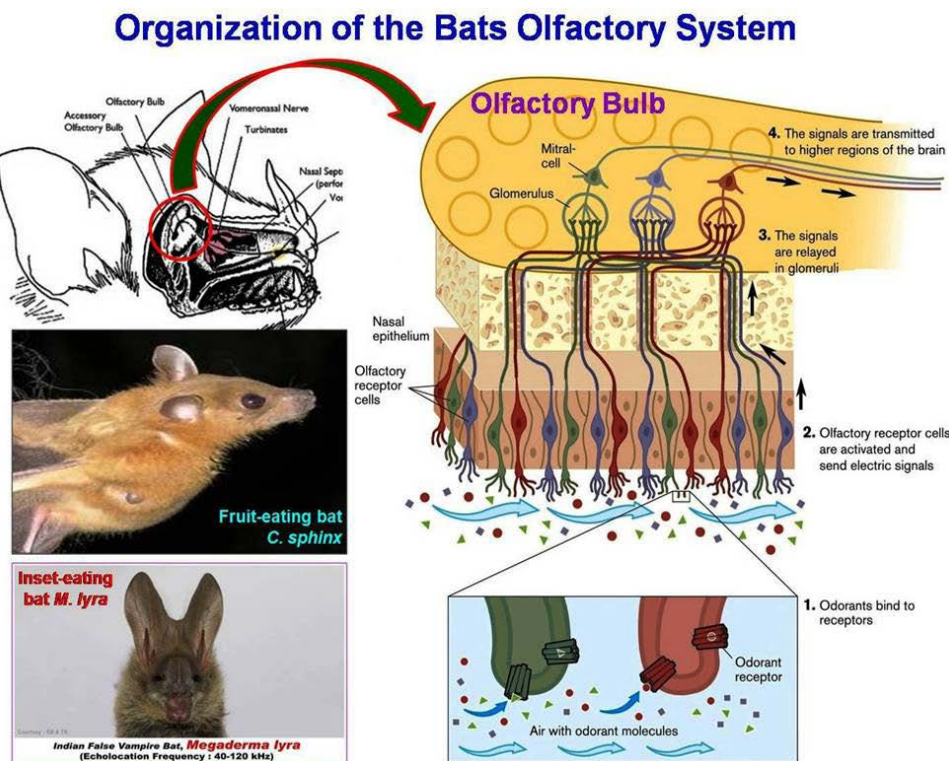 Organization of the Bats Olfactory System
Olfactory Bulb
Accessory
Olfactory Bulb
Vomeronasal Nerve
Turbinates
Nasal Sept
(perfor
Vor
Olfactory Bulb
Mitral-
cell
Glomerulus
4. The signals are transmitted
to higher regions of the brain
3. The signals
are relayed
in glomeruli
Nasal
epithelium
Olfactory
receptor
cells
2. Olfactory receptor cells
are activated and
send electric signals
Fruit-eating bat
C. sphinx
Inset-eating
bat M. lyra
Indian False Vampire Bat, Megaderma lyra
(Echolocation Frequency : 40-120 kHz)
1. Odorants bind to
receptors
Odorant
receptor
Air with odorant molecules